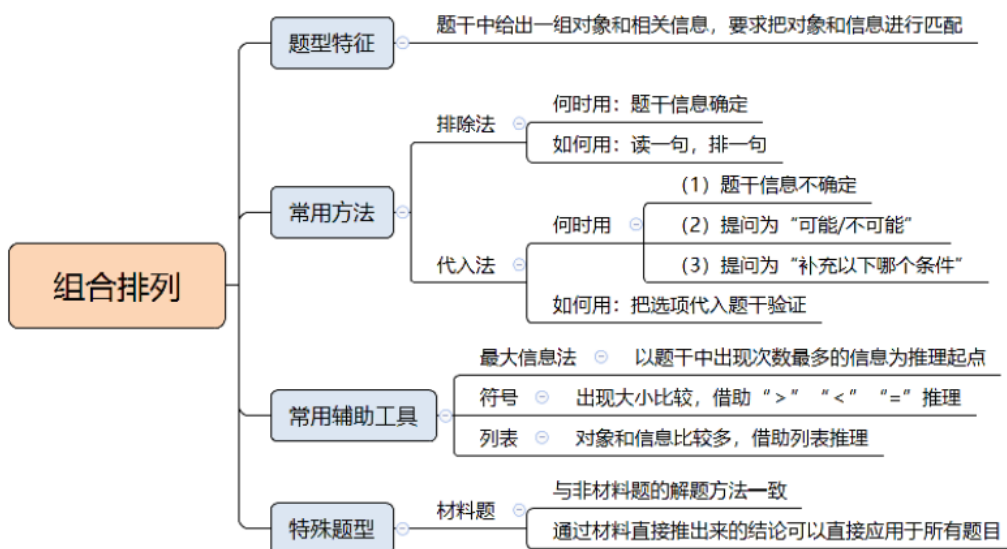 组合排列
题型特征
题干中给出一组对象和相关信息，要求把对象和信息进行匹配
常用方法
排除法
何时用：题干信息确定
如何用：读一句，排一句
代入法
何时用
（1）题干信息不确定
（2）提问为“可能/不可能”
（3）提问为“补充以下哪个条件”
如何用：把选项代入题干验证
常用辅助工具
最大信息法
以题干中出现次数最多的信息为推理起点
符号
出现大小比较，借助“>”“<”“=”推理
列表
对象和信息比较多，借助列表推理
特殊题型
材料题
与非材料题的解题方法一致
通过材料直接推出来的结论可以直接应用于所有题目